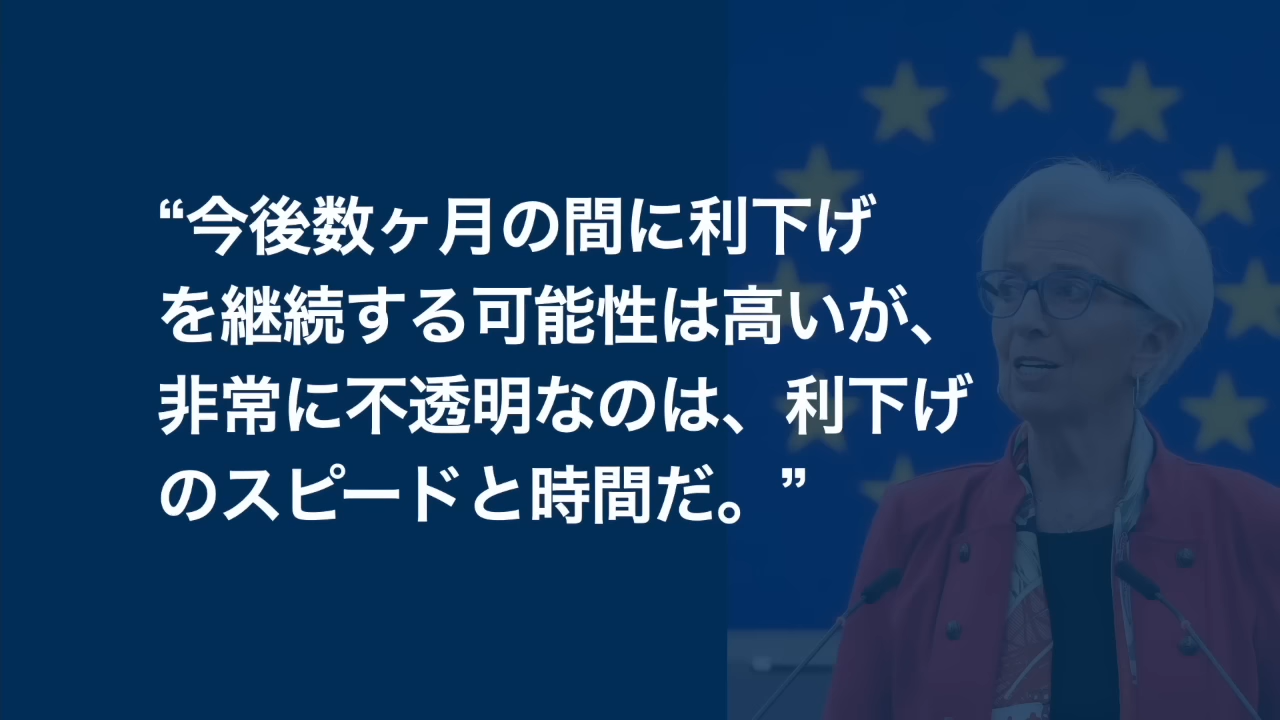 “今後数ヶ月の間に利下げ
を継続する可能性は高いが、
非常に不透明なのは、利下げ
のスピードと時間だ。”